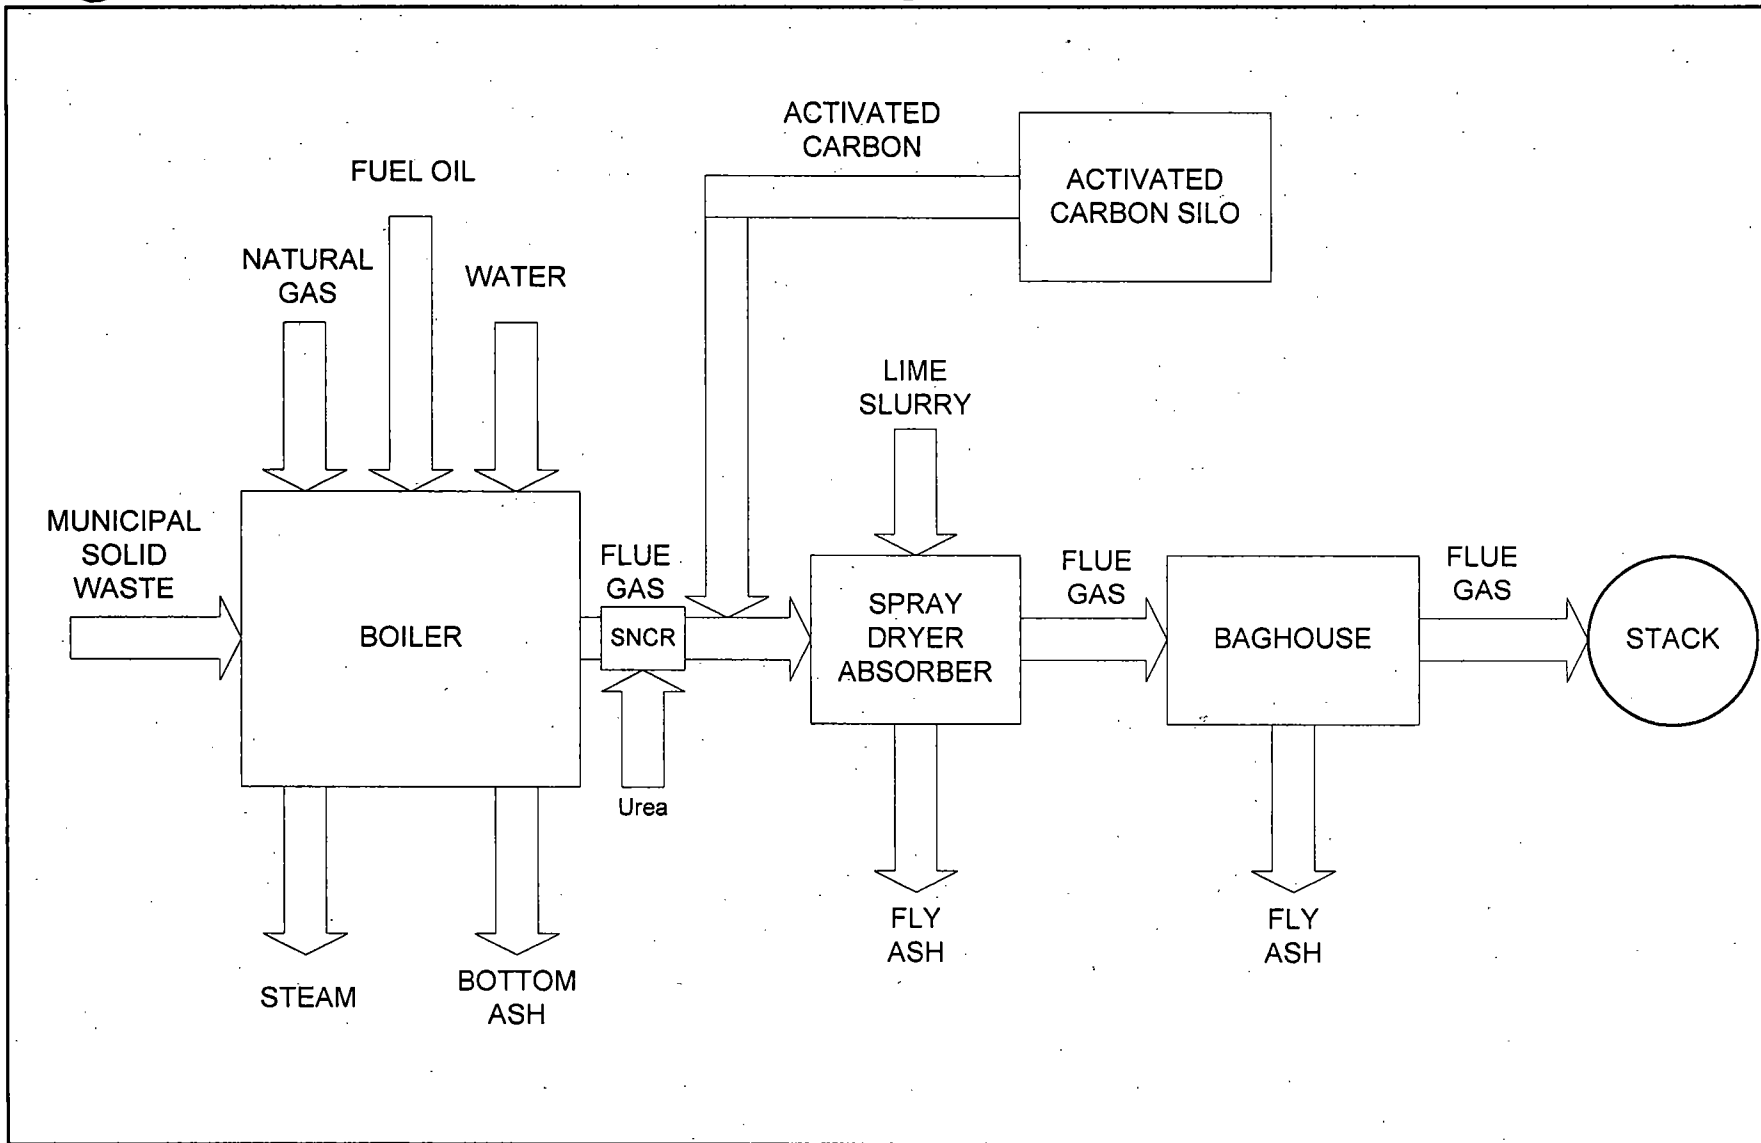 ACTIVATED
CARBON
ACTIVATED
CARBON SILO
FUEL OIL
NATURAL
GAS
WATER
LIME
SLURRY
MUNICIPAL
SOLID
WASTE
BOILER
FLUE
GAS
SNCR
Urea
SPRAY
DRYER
ABSORBER
FLUE
GAS
BAGHOUSE
FLUE
GAS
STACK
STEAM
BOTTOM
ASH
FLY
ASH
FLY
ASH